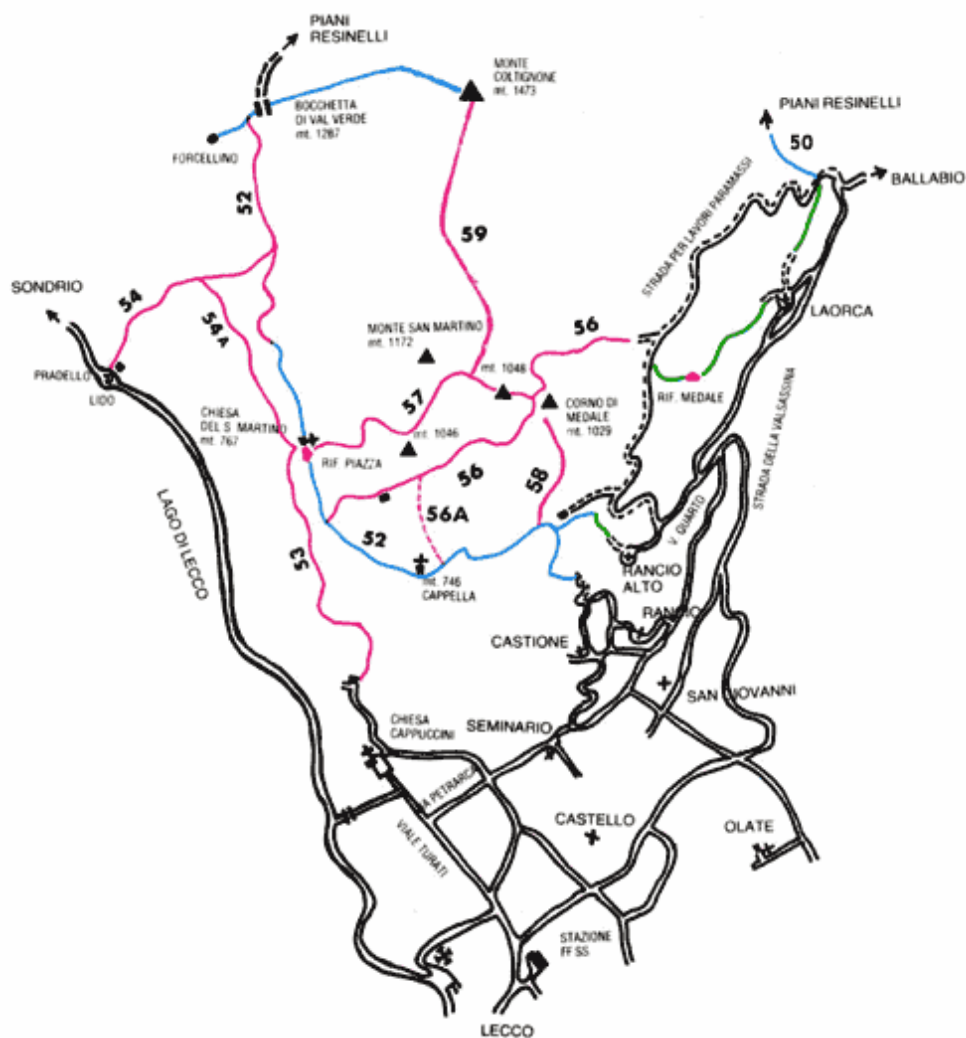 PIANI
RESINELLI
MONTE
COLTIGNONE
mt. 1473
BOCCHETTA
DI VAL VERDE
mt. 1287
FORCELLINO
PIANI RESINELLI
50
BALLABIO
52
59
STRADA PER LAVORI PARAMASSI
SONDRIO
54
54A
MONTE SAN MARTINO
mt. 1172
56
LAORCA
PRADELLO
LIDO
mt. 1048
RIF. MEDALE
CHIESA
DEL S. MARTINO
mt. 767
57
CORNO DI
MEDALE
mt. 1029
mt. 1046
RIF. PIAZZA
56
58
STRADA DELLA VALSASSINA
56A
52
V. QUARTO
LAGO DI LECCO
53
mt. 746
CAPPELLA
RANCIO
ALTO
RANCIO
CASTIONE
SAN GIOVANNI
CHIESA
CAPPUCCINI
SEMINARIO
A PETRARCA
VIALE TURATI
CASTELLO
OLATE
STAZIONE
FF SS
LECCO